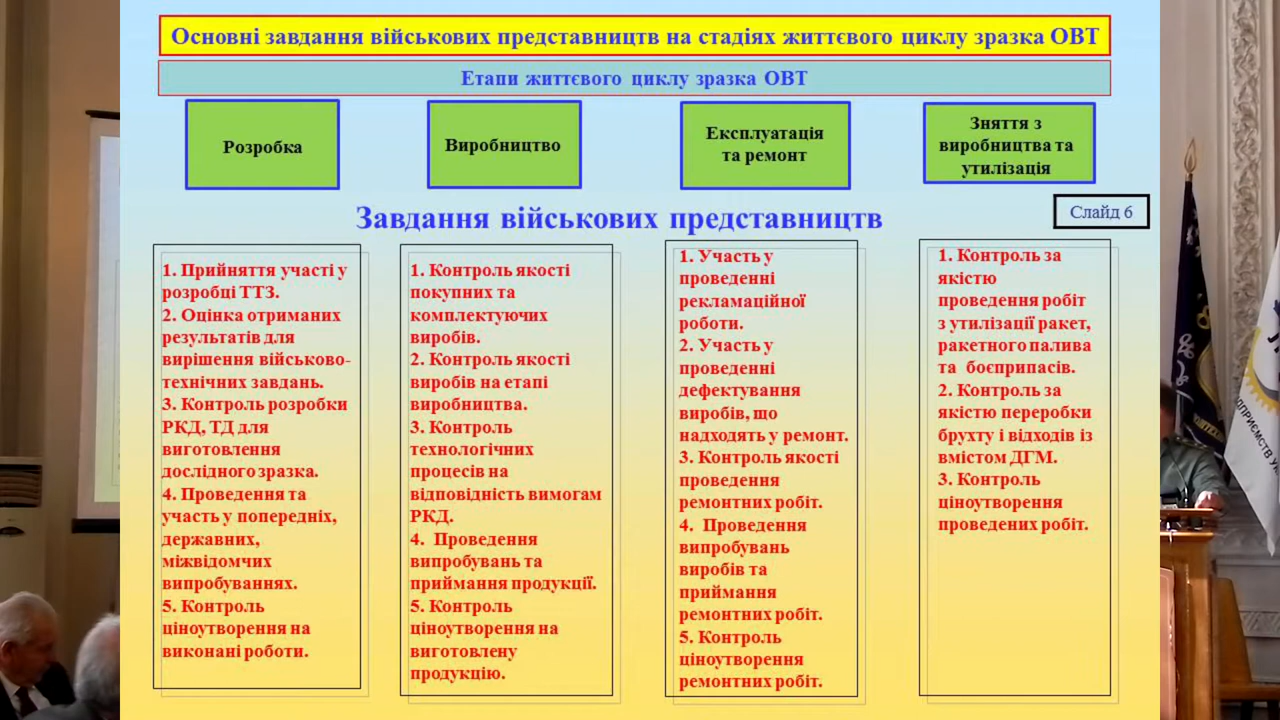 Основні завдання військових представництв на стадіях життєвого циклу зразка ОВТ
Етапи життєвого циклу зразка ОВТ
Розробка
Виробництво
Експлуатація
та ремонт
Зняття з
виробництва та
утилізація
Завдання військових представництв
Слайд 6
1. Прийняття участі у
розробці ТТЗ.
2. Оцінка отриманих
результатів для
вирішення військово-
технічних завдань.
3. Контроль розробки
РКД, ТД для
виготовлення
дослідного зразка.
4. Проведення та
участь у попередніх,
державних,
міжвідомчих
випробуваннях.
5. Контроль
ціноутворення на
виконані роботи.
1. Контроль якості
покупних та
комплектуючих
виробів.
2. Контроль якості
виробів на етапі
виробництва.
3. Контроль
технологічних
процесів на
відповідність вимогам
РКД.
4. Проведення
випробувань та
приймання продукції.
5. Контроль
ціноутворення на
виготовлену
продукцію.
1. Участь у
проведенні
рекламаційної
роботи.
2. Участь у
проведенні
дефектування
виробів, що
надходять у ремонт.
3. Контроль якості
проведення
ремонтних робіт.
4. Проведення
випробувань
виробів та
приймання
ремонтних робіт.
5. Контроль
ціноутворення
ремонтних робіт.
1. Контроль за
якістю
проведення робіт
з утилізації ракет,
ракетного палива
та боєприпасів.
2. Контроль за
якістю переробки
брухту і відходів із
вмістом ДГМ.
3. Контроль
ціноутворення
проведених робіт.